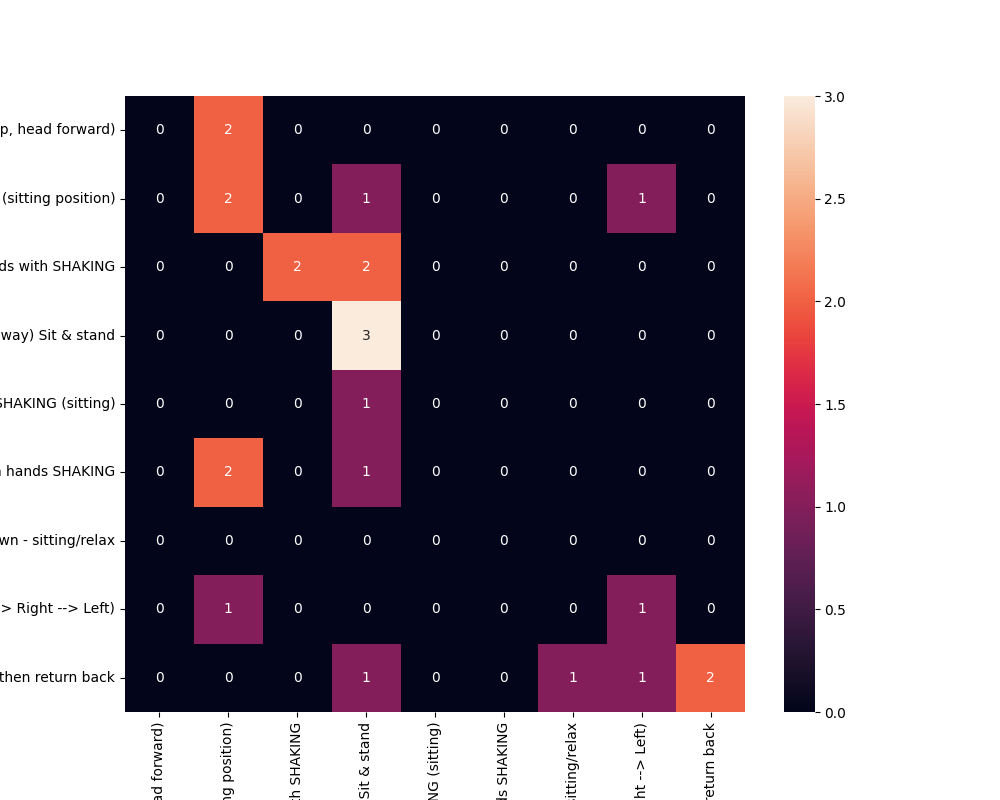 p, head forward) 0 2 0 0 0 0 0 0 0
(sitting position) 0 2 0 1 0 0 0 1 0
ds with SHAKING 0 0 2 2 0 0 0 0 0
way) Sit & stand 0 0 0 3 0 0 0 0 0
SHAKING (sitting) 0 0 0 1 0 0 0 0 0
hands SHAKING 0 2 0 1 0 0 0 0 0
wn - sitting/relax 0 0 0 0 0 0 0 0 0
> Right --> Left) 0 1 0 0 0 0 0 1 0
then return back 0 0 0 1 0 0 1 1 2
ad forward)
ng position)
th SHAKING
Sit & stand
NG (sitting)
ds SHAKING
sitting/relax
ht --> Left)
return back
3.0
2.5
2.0
1.5
1.0
0.5
0.0